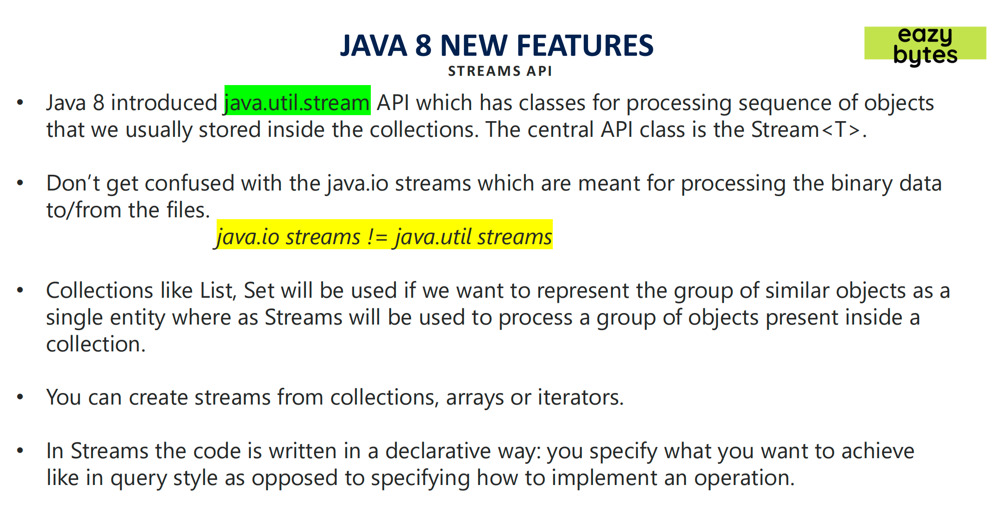 JAVA 8 NEW FEATURES
eazy
bytes
STREAMS API
• Java 8 introduced java.util.stream API which has classes for processing sequence of objects
that we usually stored inside the collections. The central API class is the Stream<T>.
• Don’t get confused with the java.io streams which are meant for processing the binary data
to/from the files.
java.io streams != java.util streams
• Collections like List, Set will be used if we want to represent the group of similar objects as a
single entity where as Streams will be used to process a group of objects present inside a
collection.
• You can create streams from collections, arrays or iterators.
• In Streams the code is written in a declarative way: you specify what you want to achieve
like in query style as opposed to specifying how to implement an operation.